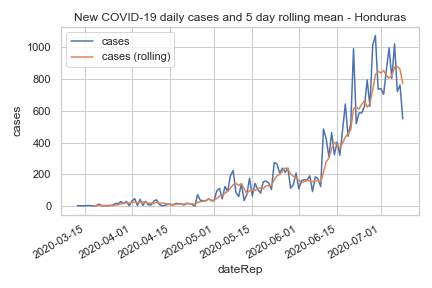 New COVID-19 daily cases and 5 day rolling mean - Honduras
cases
cases (rolling)
1000
800
600
400
200
0
cases
2020-03-15
2020-04-01
2020-04-15
2020-05-01
2020-05-15
2020-06-01
2020-06-15
2020-07-01
dateRep